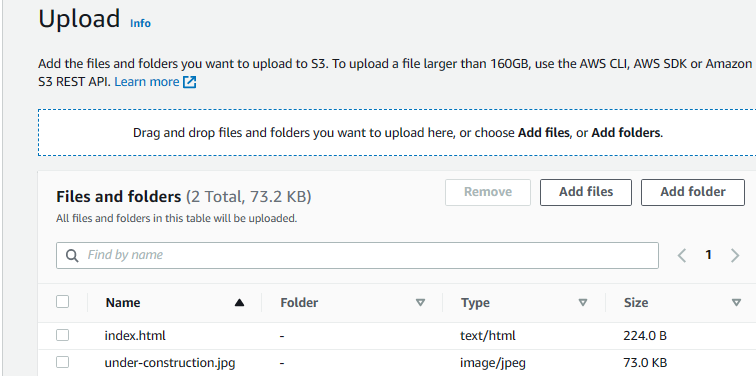 Upload Info
Add the files and folders you want to upload to S3. To upload a file larger than 160GB, use the AWS CLI, AWS SDK or Amazon
S3 REST API. Learn more
Drag and drop files and folders you want to upload here, or choose Add files, or Add folders.
Files and folders (2 Total, 73.2 KB) Remove Add files Add folder
All files and folders in this table will be uploaded.
Find by name 1
Name Folder Type Size
index.html - text/html 224.0 B
under-construction.jpg - image/jpeg 73.0 KB